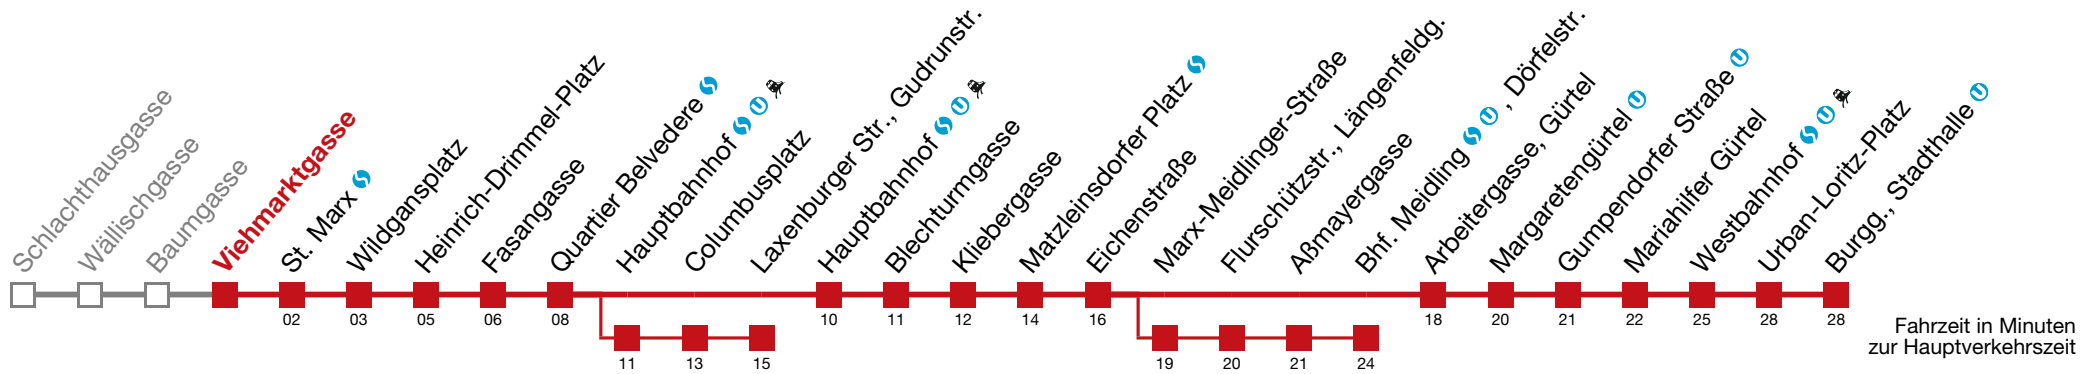 Schlachthausgasse
Wällischgasse
Baumgasse
Viehmarktgasse
St. Marx
Wildgansplatz
Heinrich-Drimmel-Platz
Fasangasse
Quartier Belvedere
Hauptbahnhof
Columbusplatz
Laxenburger Str., Gudrunstr.
Hauptbahnhof
Blechturmgasse
Kliebergasse
Matzleinsdorfer Platz
Eichenstraße
Marx-Meidlinger-Straße
Flurschützstr., Längenfeldg.
Aßmayergasse
Bhf. Meidling S U, Dörfelstr.
Arbeitergasse, Gürtel
Margaretengürtel U
Gumpendorfer Straße U
Mariahilfer Gürtel
Westbahnhof S U
Urban-Loritz-Platz
Burgg., Stadthalle U
02 03 05 06 08 10 11 12 14 16 18 20 21 22 25 28 28
11 13 15 19 20 21 24
Fahrzeit in Minuten
zur Hauptverkehrszeit